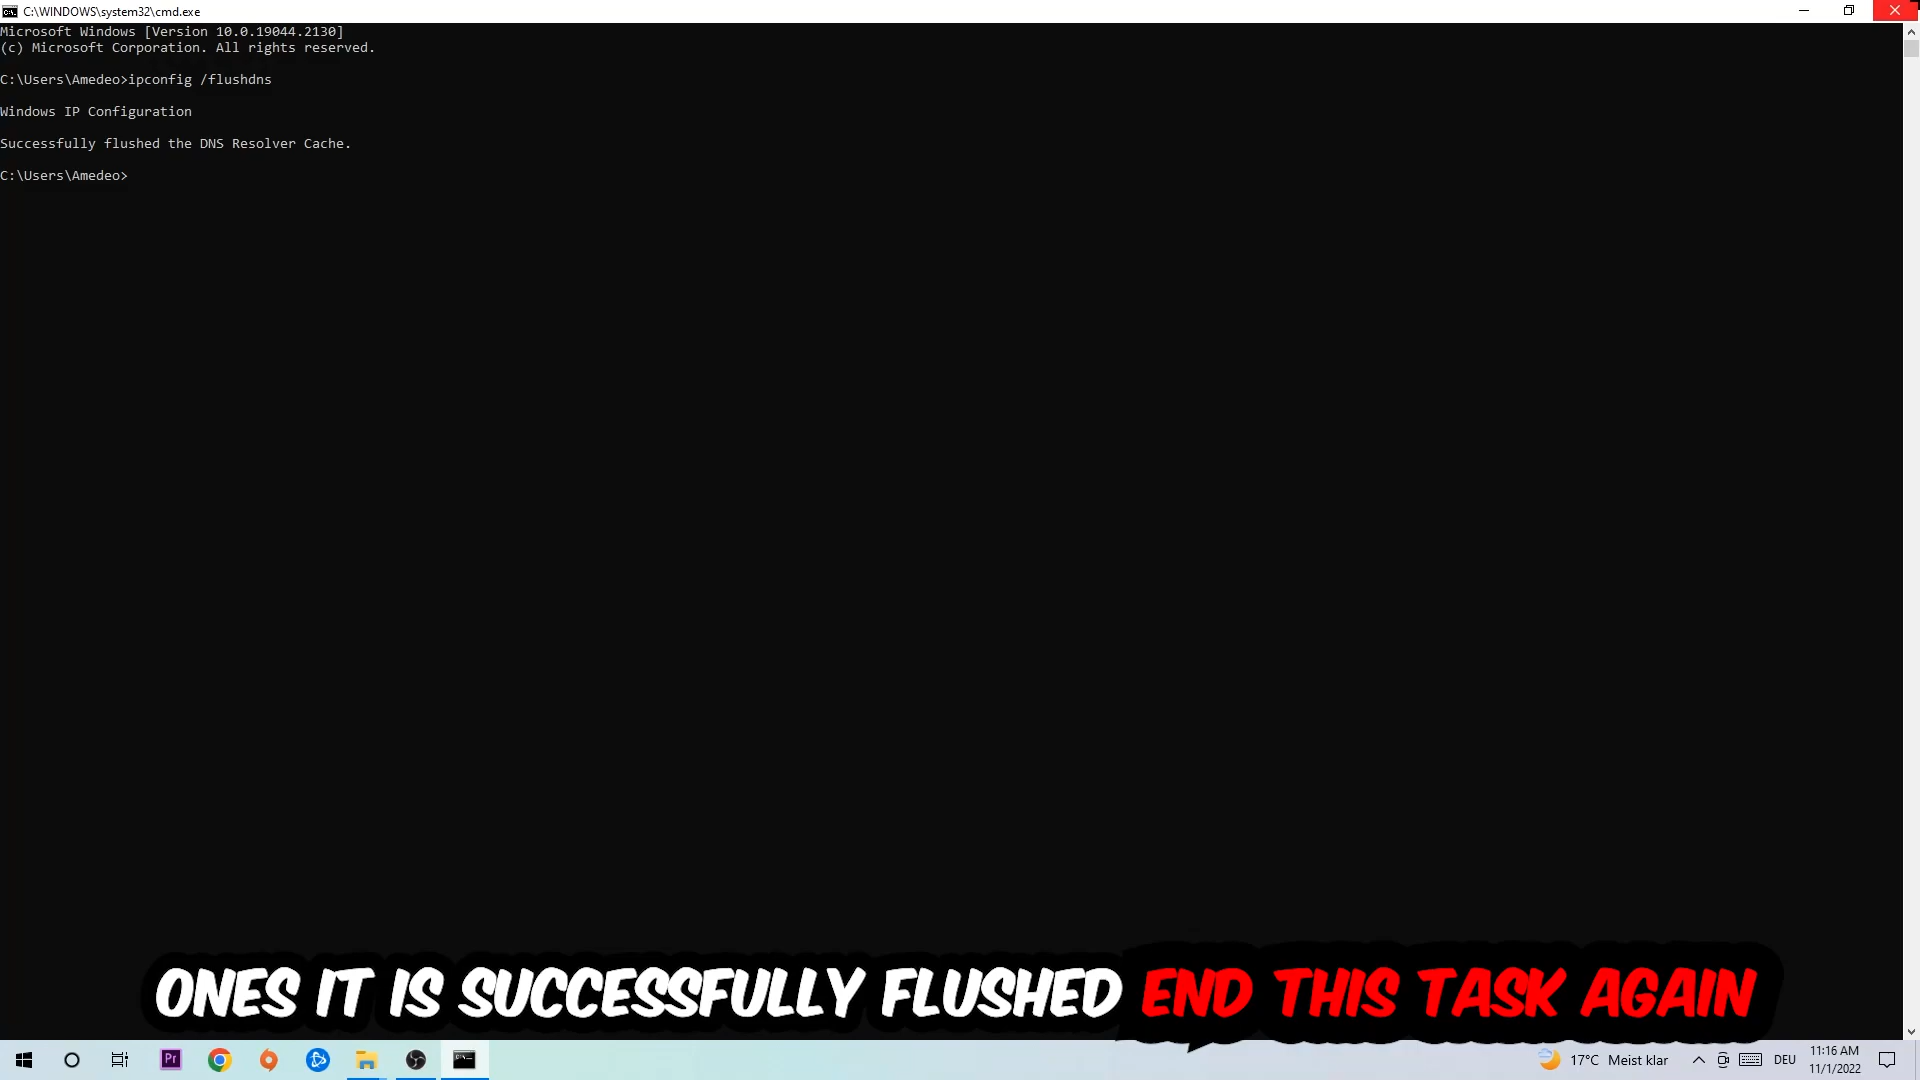 C:\WINDOWS\system32\cmd.exe
Microsoft Windows [Version 10.0.19044.2130]
(c) Microsoft Corporation. All rights reserved.
C:\Users\Amedeo>ipconfig /flushdns
Windows IP Configuration
Successfully flushed the DNS Resolver Cache.
C:\Users\Amedeo>
ONES IT IS SUCCESSFULLY FLUSHED END THIS TASK AGAIN
Pr
17°C Meist klar
DEU
11:16 AM
11/1/2022